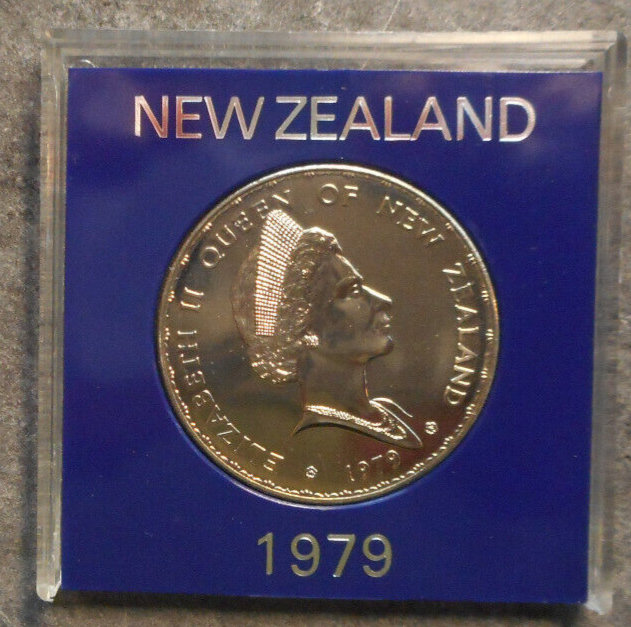 NEW ZEALAND
ELIZABETH II QUEEN OF NEW ZEALAND
1979
1979